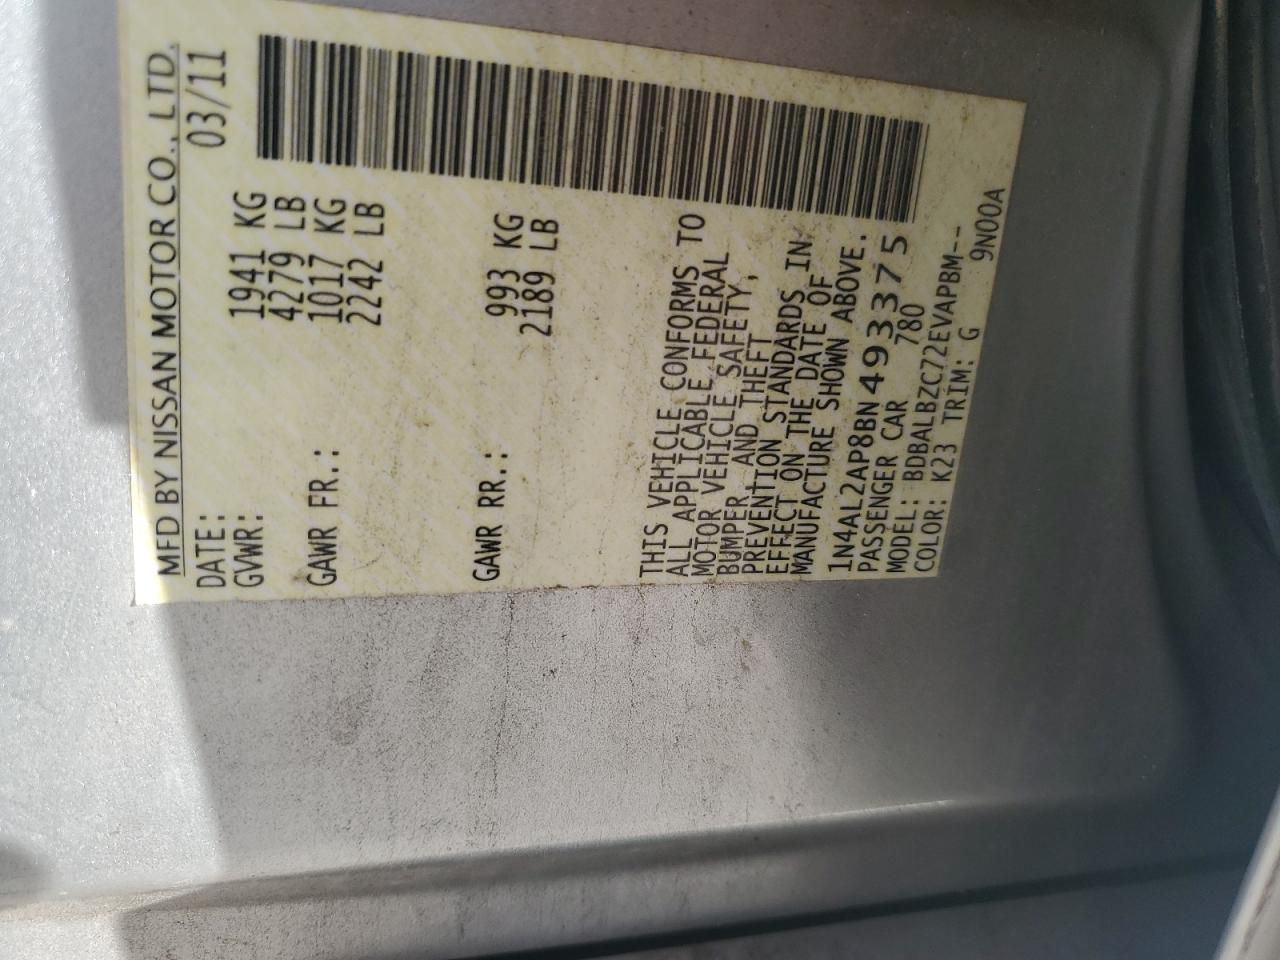 MFD BY NISSAN MOTOR CO., LTD.
DATE: 03/11
GVWR: 1941 KG
4279 LB
GAWR FR.: 1017 KG
2242 LB
GAWR RR.: 993 KG
2189 LB
THIS VEHICLE CONFORMS TO
ALL APPLICABLE FEDERAL
MOTOR VEHICLE SAFETY,
BUMPER, AND THEFT
PREVENTION STANDARDS IN
EFFECT ON THE DATE OF
MANUFACTURE SHOWN ABOVE.
1N4AL2AP8BN493375
PASSENGER CAR 780
MODEL: BDBALBZC72EVAPBM--
COLOR: K23 TRIM: G 9N00A